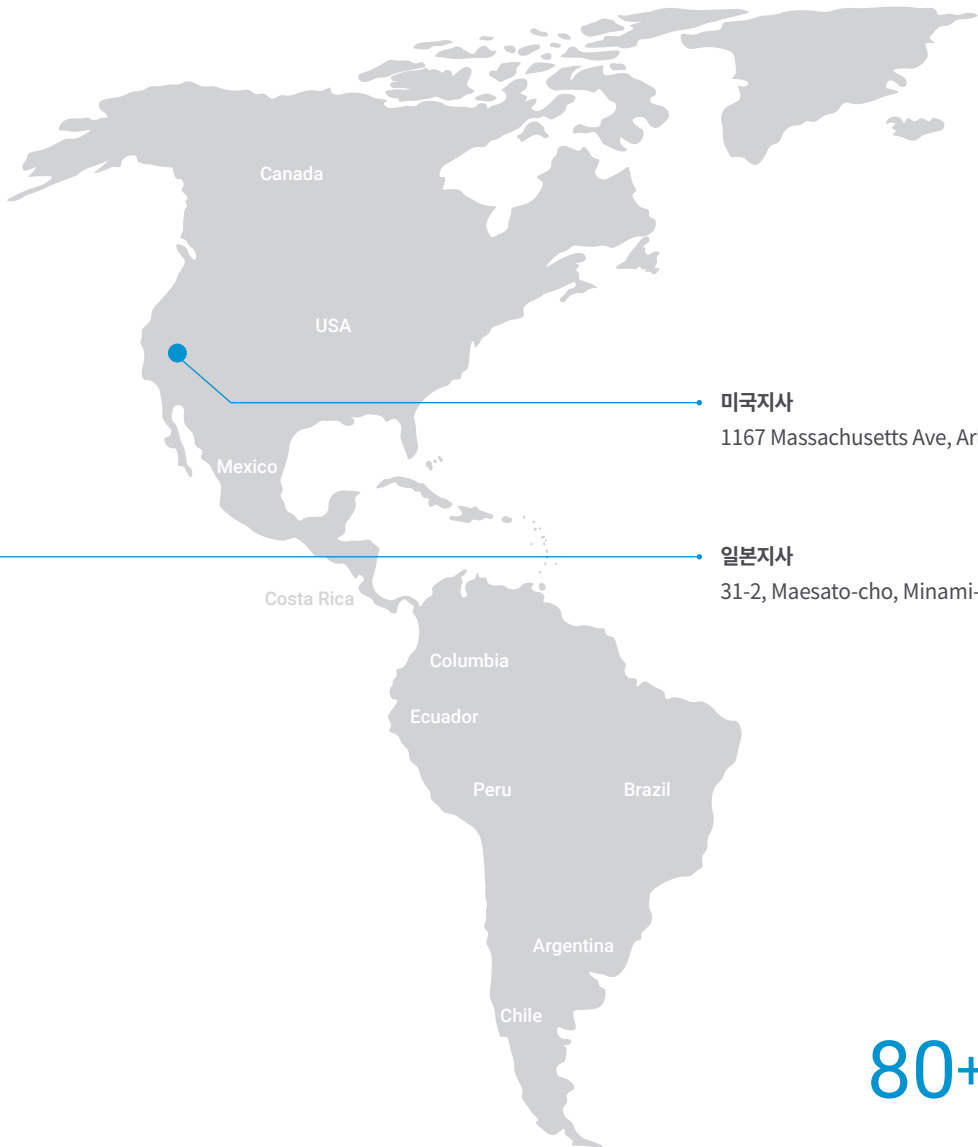 Canada
USA
미국지사
1167 Massachusetts Ave, Ar
Mexico
일본지사
31-2, Maesato-cho, Minami-
Costa Rica
Columbia
Ecuador
Peru
Brazil
Argentina
Chile
80+